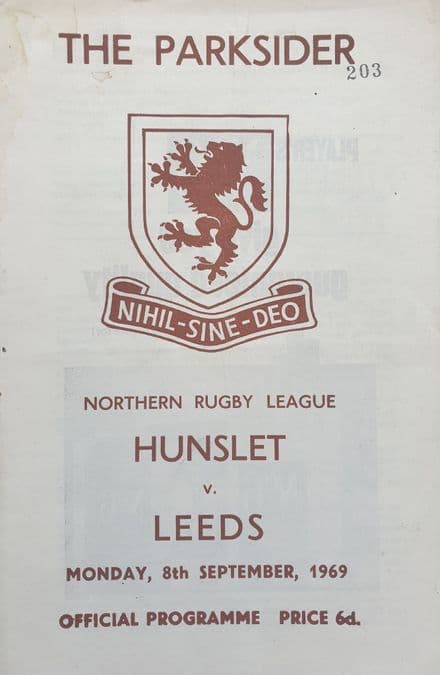 THE PARKSIDER
203
NIHIL-SINE-DEO
NORTHERN RUGBY LEAGUE
HUNSLET
v.
LEEDS
MONDAY, 8th SEPTEMBER, 1969
OFFICIAL PROGRAMME PRICE 6d.